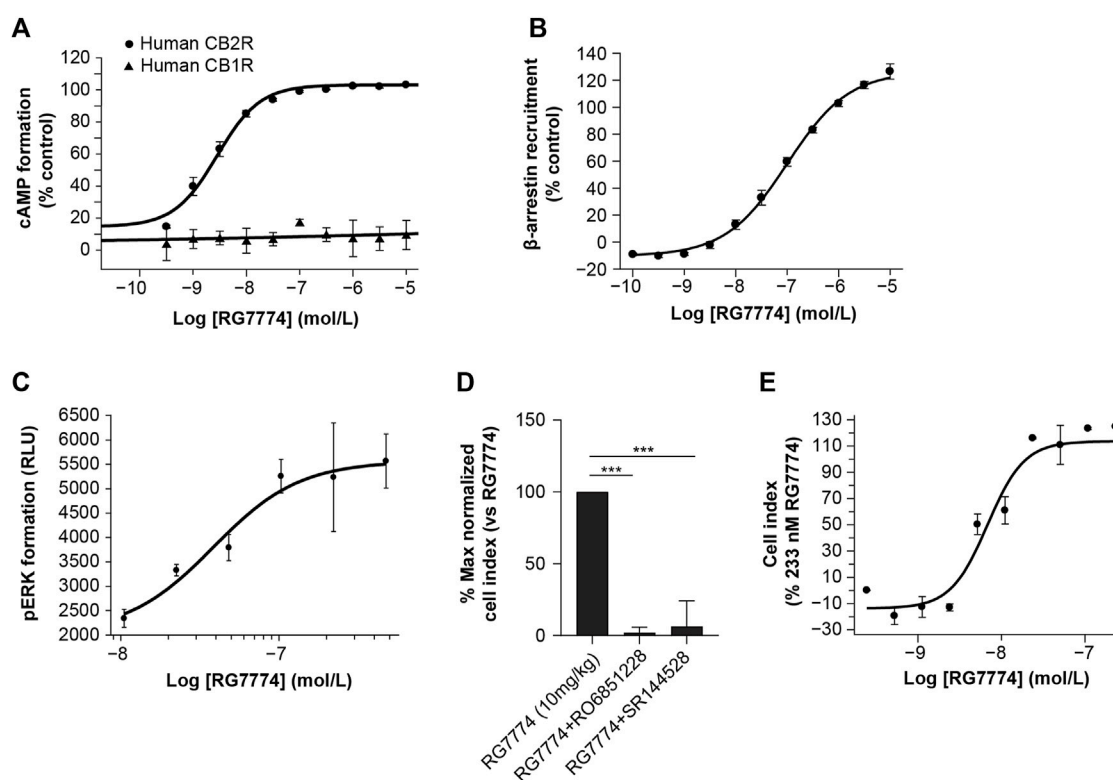 A
Human CB2R
Human CB1R
cAMP formation
(% control)
120
100
80
60
40
20
0
−10
−9
−8
−7
−6
−5
Log [RG7774] (mol/L)
B
β-arrestin recruitment
(% control)
140
120
100
80
60
40
20
0
−20
−10
−9
−8
−7
−6
−5
Log [RG7774] (mol/L)
C
pERK formation (RLU)
6500
6000
5500
5000
4500
4000
3500
3000
2500
2000
−8
−7
Log [RG7774] (mol/L)
D
% Max normalized
cell index (vs RG7774)
150
100
50
0
***
***
RG7774 (10mg/kg)
RG7774+RO6851228
RG7774+SR144528
E
Cell index
(% 233 nM RG7774)
130
110
90
70
50
30
10
−10
−30
−9
−8
−7
Log [RG7774] (mol/L)